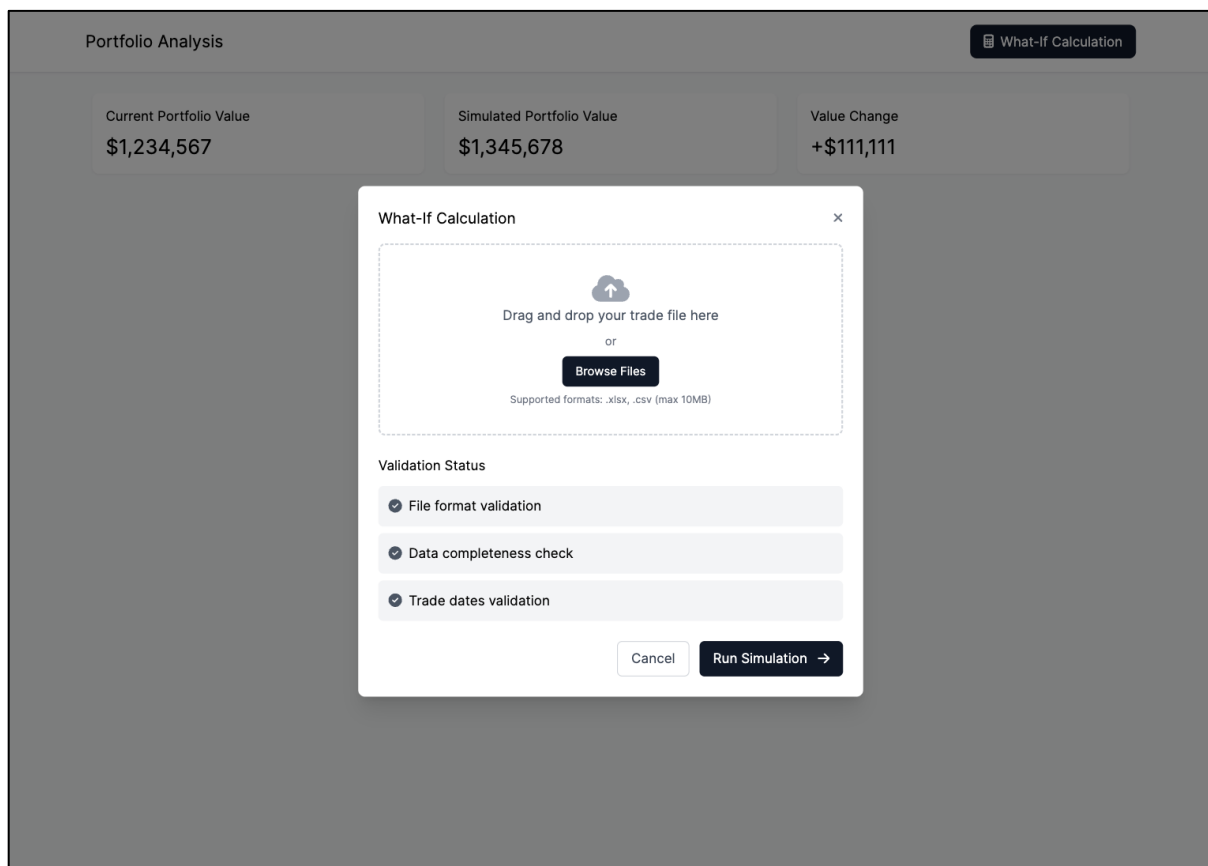 Portfolio Analysis
What-If Calculation
Current Portfolio Value
Simulated Portfolio Value
Value Change
$1,234,567
$1,345,678
+$111,111
What-If Calculation
Drag and drop your trade file here
or
Browse Files
Supported formats: .xlsx, .csv (max 10MB)
Validation Status
File format validation
Data completeness check
Trade dates validation
Cancel
Run Simulation